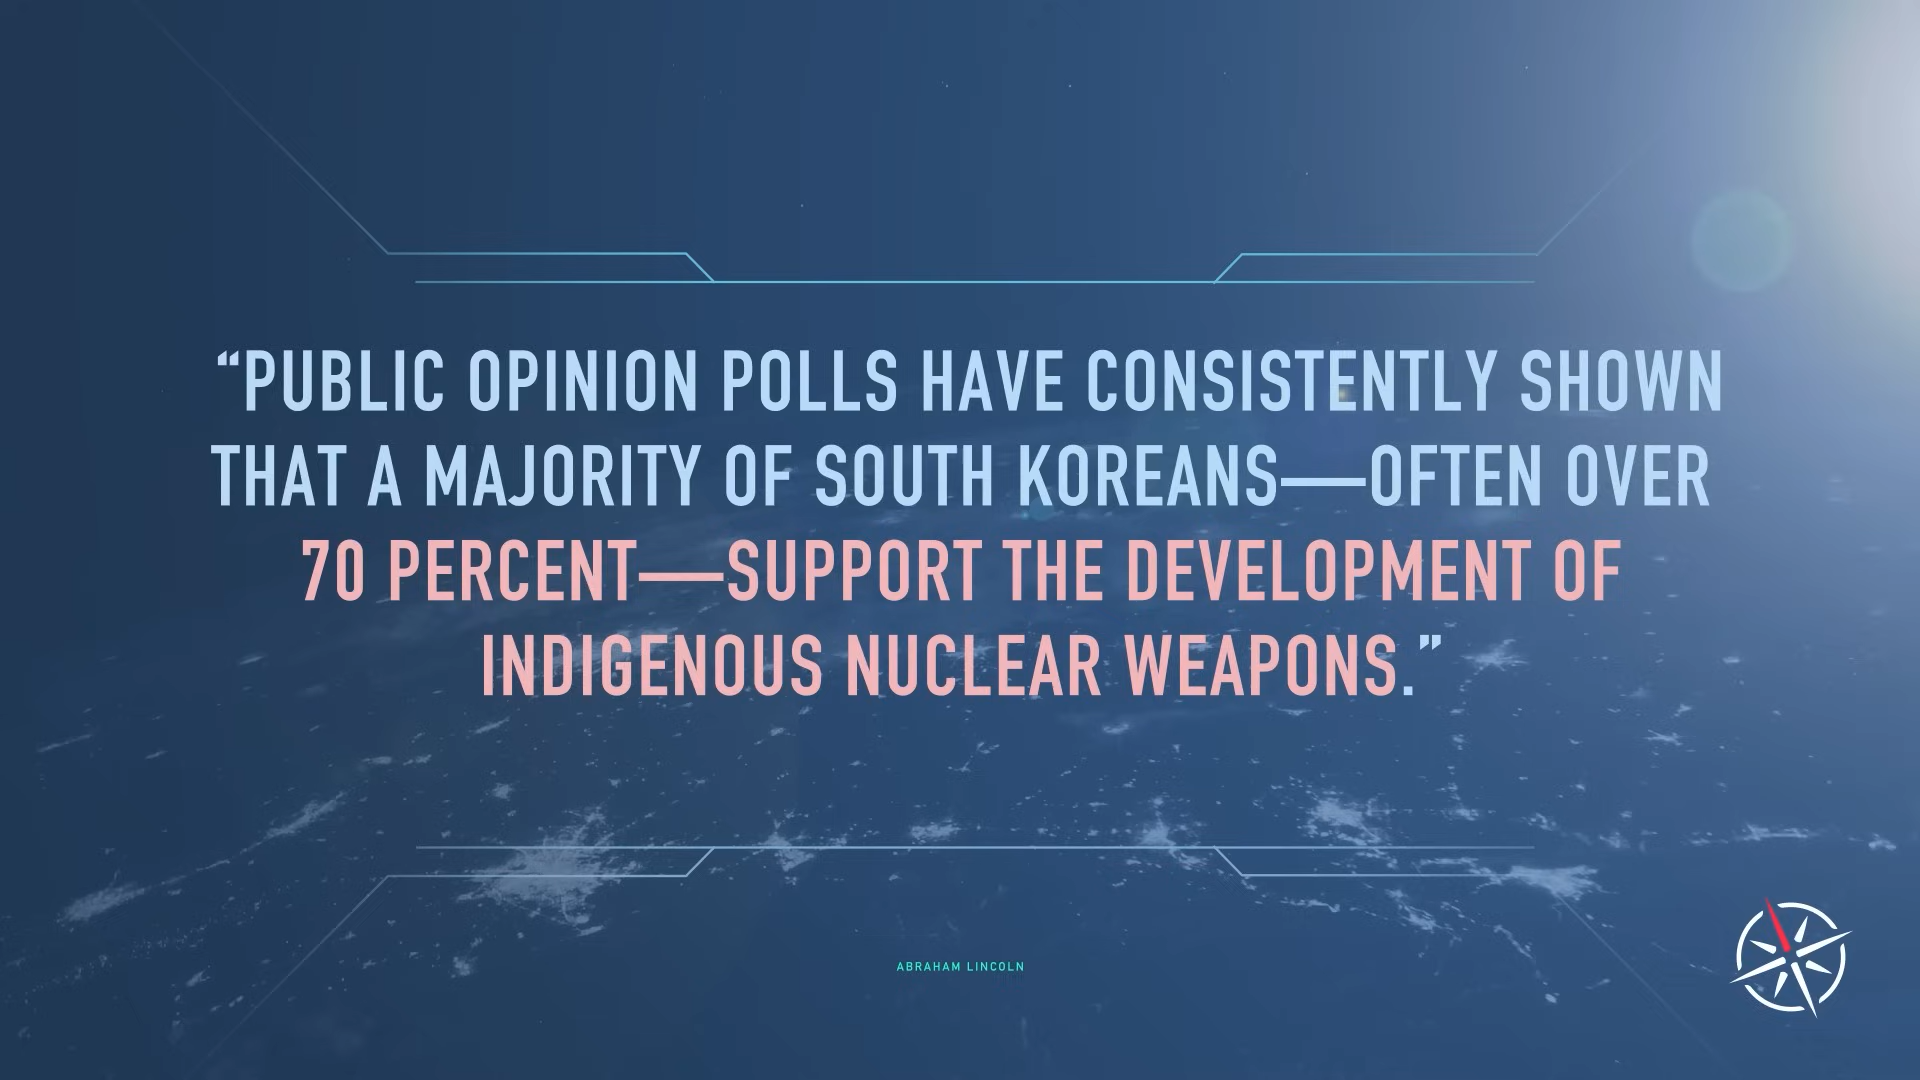 “PUBLIC OPINION POLLS HAVE CONSISTENTLY SHOWN
THAT A MAJORITY OF SOUTH KOREANS—OFTEN OVER
70 PERCENT—SUPPORT THE DEVELOPMENT OF
INDIGENOUS NUCLEAR WEAPONS.”
ABRAHAM LINCOLN